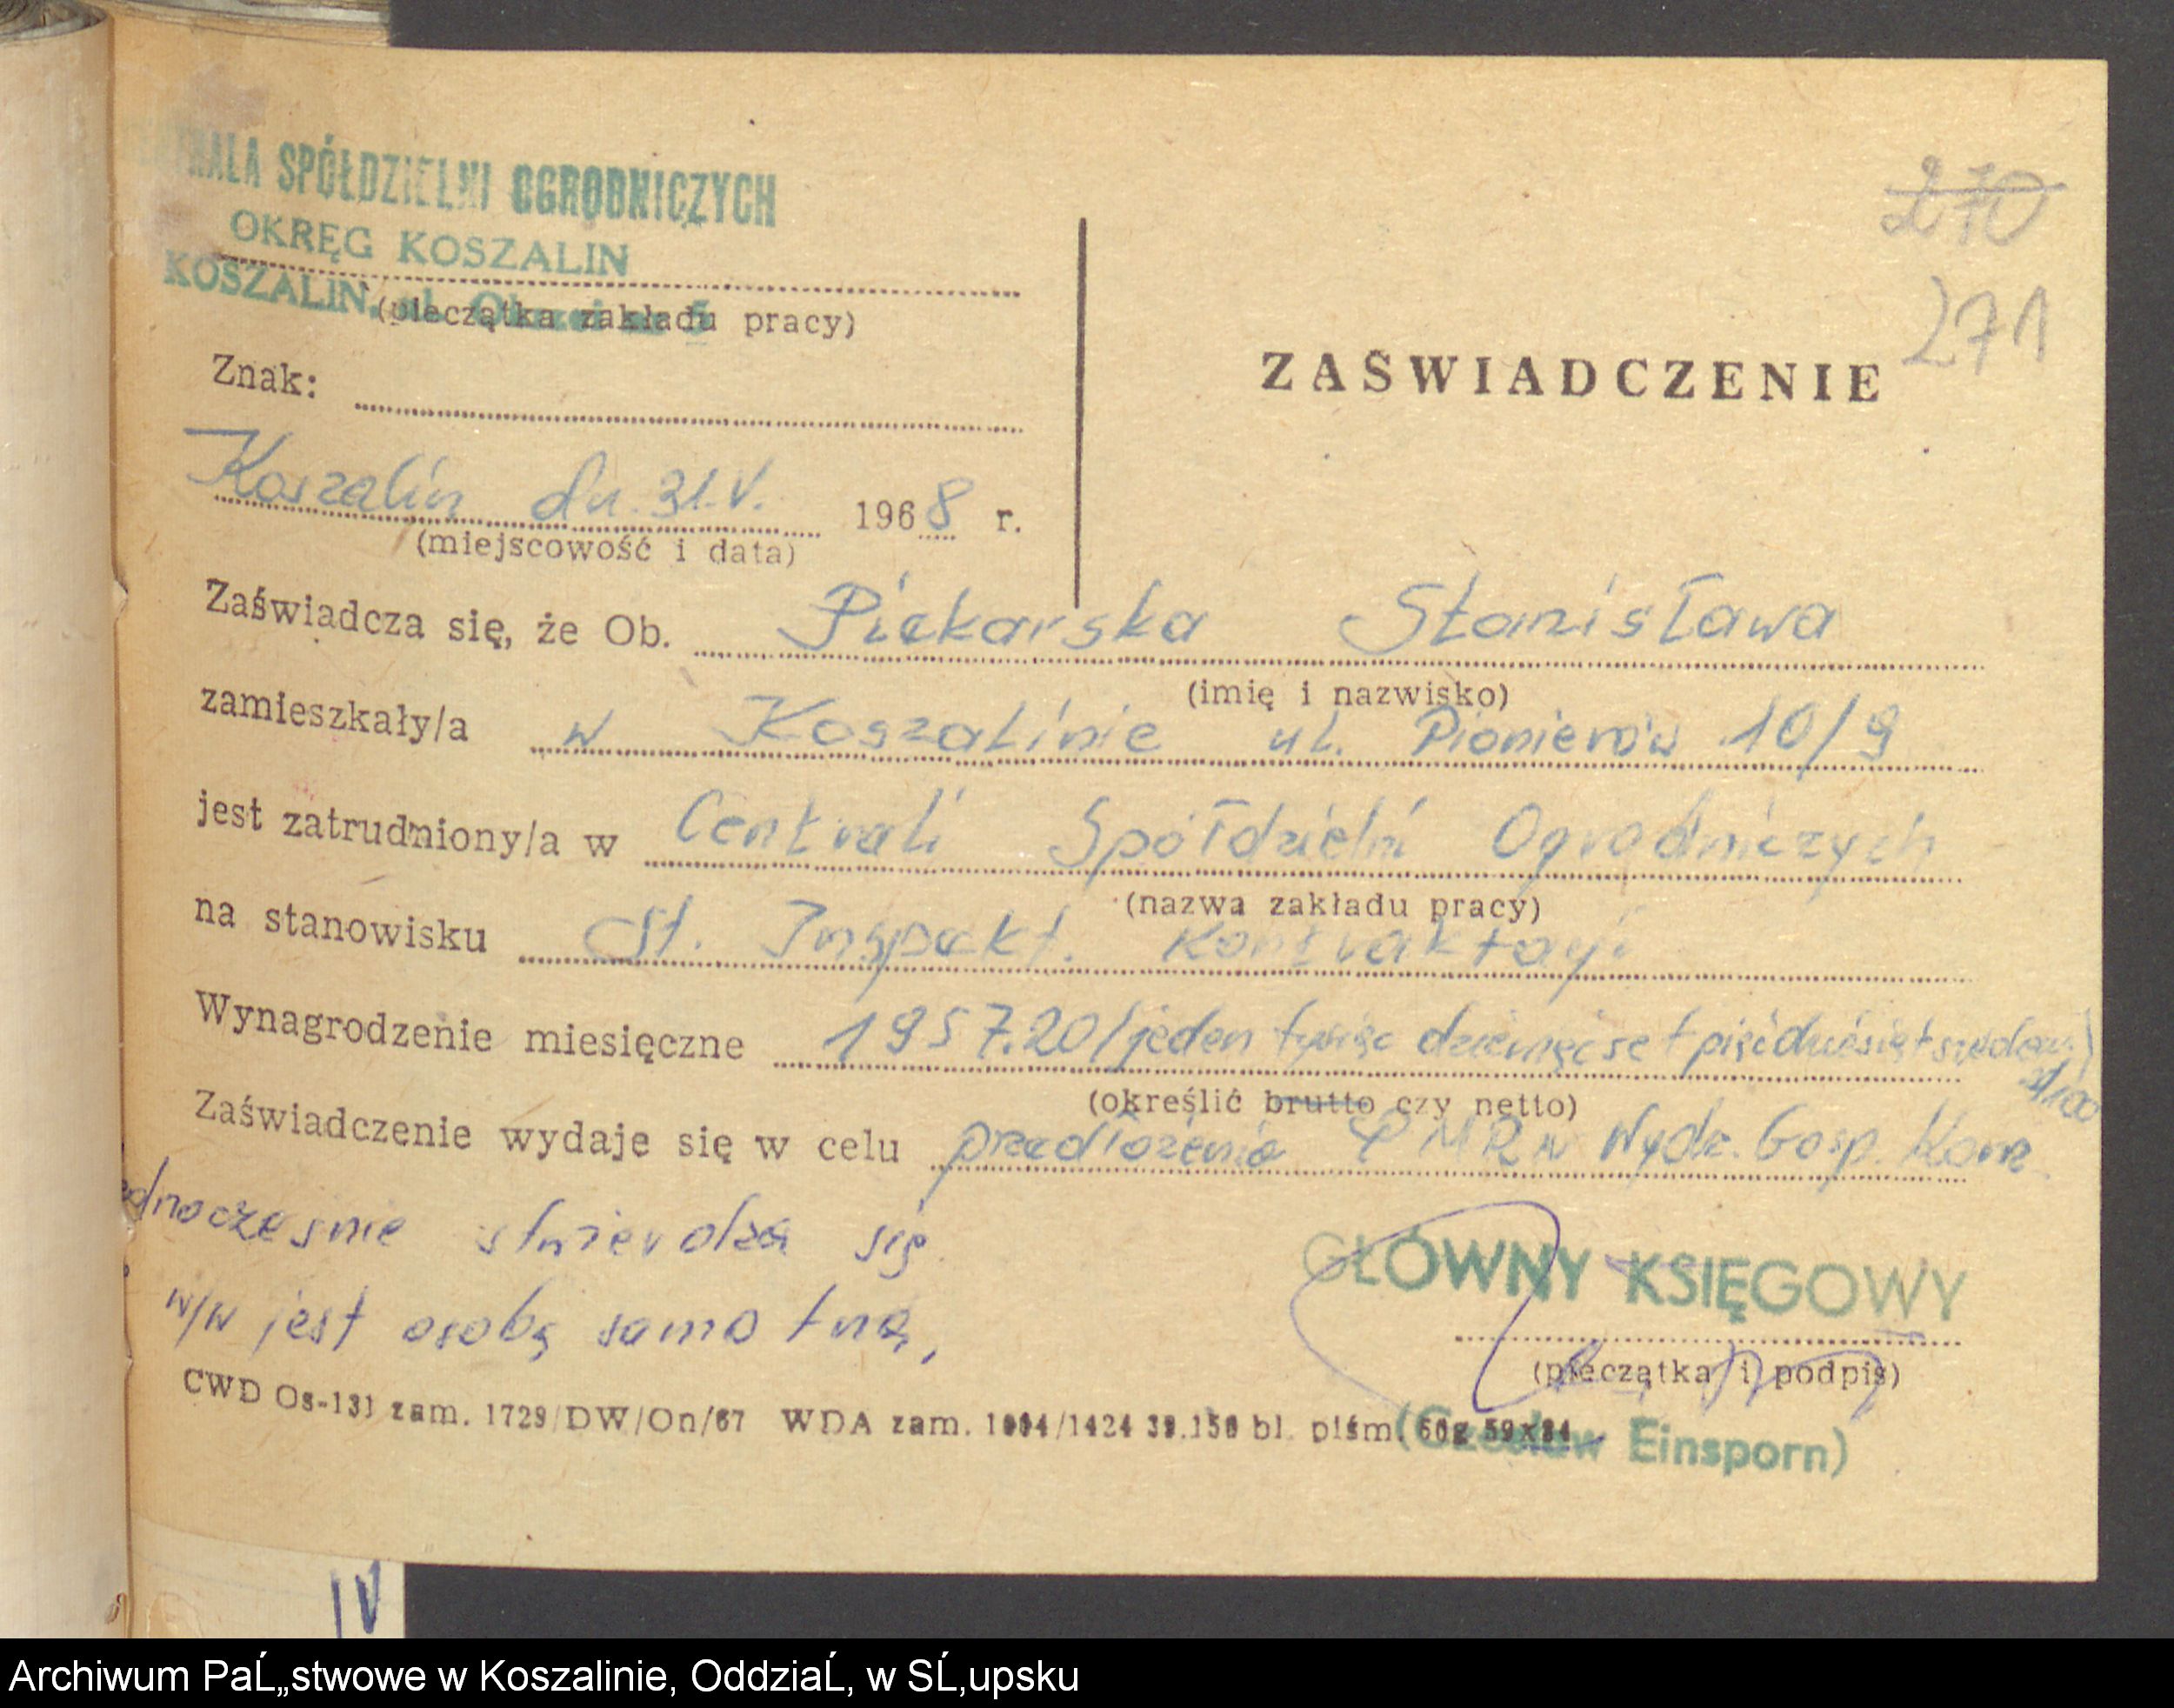 CENTRALA SPÓŁDZIELNI OGRODNICZYCH
OKRĘG KOSZALIN
KOSZALIN, ul.
(pieczątka zakładu pracy)
270
271
Znak:
ZAŚWIADCZENIE
Koszalin dn. 31.V. 1968 r.
(miejscowość i data)
Zaświadcza się, że Ob. Piekarska Stanisława
(imię i nazwisko)
zamieszkały/a w Koszalinie ul. Pionierów 10/9
jest zatrudniony/a w Centrali Spółdzielni Ogrodniczych
(nazwa zakładu pracy)
na stanowisku St. Inspekt. Kontraktacji
Wynagrodzenie miesięczne 1957.20 /jeden tysiąc dziewięćset pięćdziesiąt siedem
(określić brutto czy netto)
Zaświadczenie wydaje się w celu przedłożenia P MRN Wydz. Gosp. Kom.
ednocześnie stwierdza się
w/w jest osobą samotną,
GŁÓWNY KSIĘGOWY
(pieczątka i podpis)
(Czesław Einsporn)
CWD Os-131 zam. 1729/DW/On/67 WDA zam. /1424 bl. piśm. 60g
IV
Archiwum PaĹ„stwowe w Koszalinie, OddziaĹ‚ w SĹ‚upsku